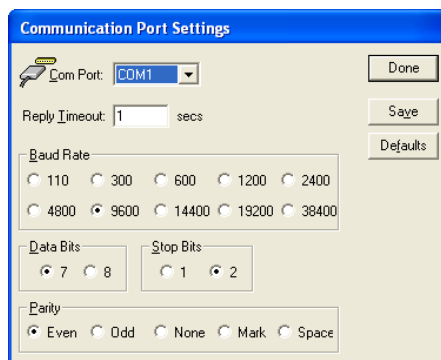 Communication Port Settings
Com Port: COM1
Done
Reply Timeout: 1 secs
Save
Defaults
Baud Rate
110 300 600 1200 2400
4800 9600 14400 19200 38400
Data Bits
7 8
Stop Bits
1 2
Parity
Even Odd None Mark Space